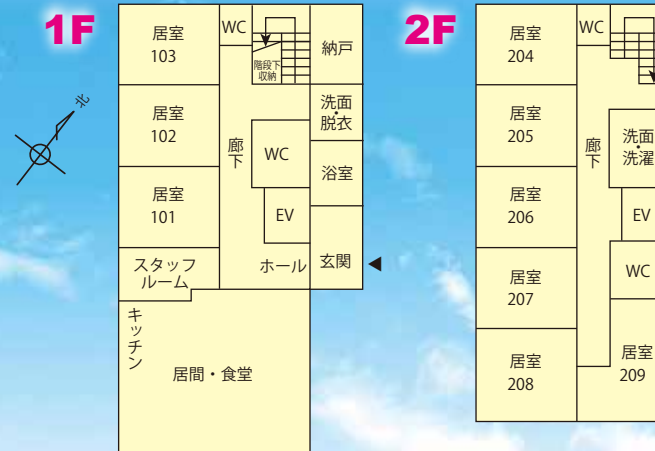 1F
北
居室
103
WC
階段下
収納
納戸
居室
102
廊下
WC
洗面・
脱衣
浴室
居室
101
EV
スタッフ
ルーム
ホール
玄関
キッチン
居間・食堂
2F
居室
204
WC
居室
205
廊下
洗面・
洗濯
居室
206
EV
居室
207
WC
居室
208
居室
209